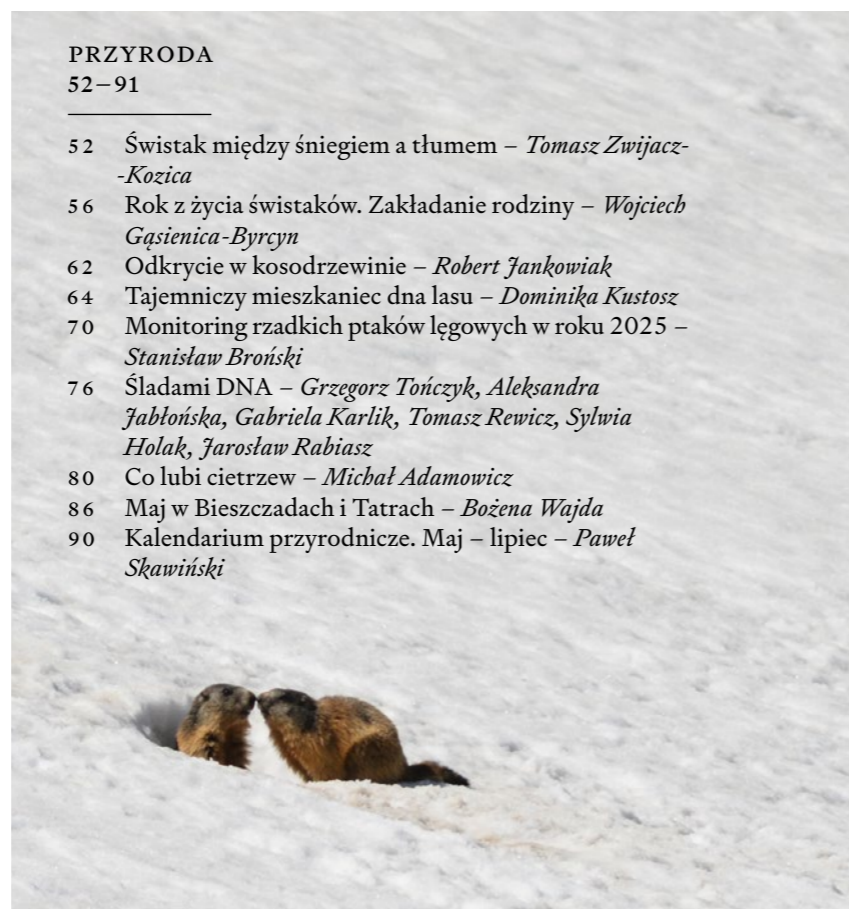 PRZYRODA
52–91
52 Świstak między śniegiem a tłumem – Tomasz Zwijacz-
-Kozica
56 Rok z życia świstaków. Zakładanie rodziny – Wojciech
Gąsienica-Byrcyn
62 Odkrycie w kosodrzewinie – Robert Jankowiak
64 Tajemniczy mieszkaniec dna lasu – Dominika Kustosz
70 Monitoring rzadkich ptaków lęgowych w roku 2025 –
Stanisław Broński
76 Śladami DNA – Grzegorz Tończyk, Aleksandra
Jabłońska, Gabriela Karlik, Tomasz Rewicz, Sylwia
Holak, Jarosław Rabiasz
80 Co lubi cietrzew – Michał Adamowicz
86 Maj w Bieszczadach i Tatrach – Bożena Wajda
90 Kalendarium przyrodnicze. Maj – lipiec – Paweł
Skawiński